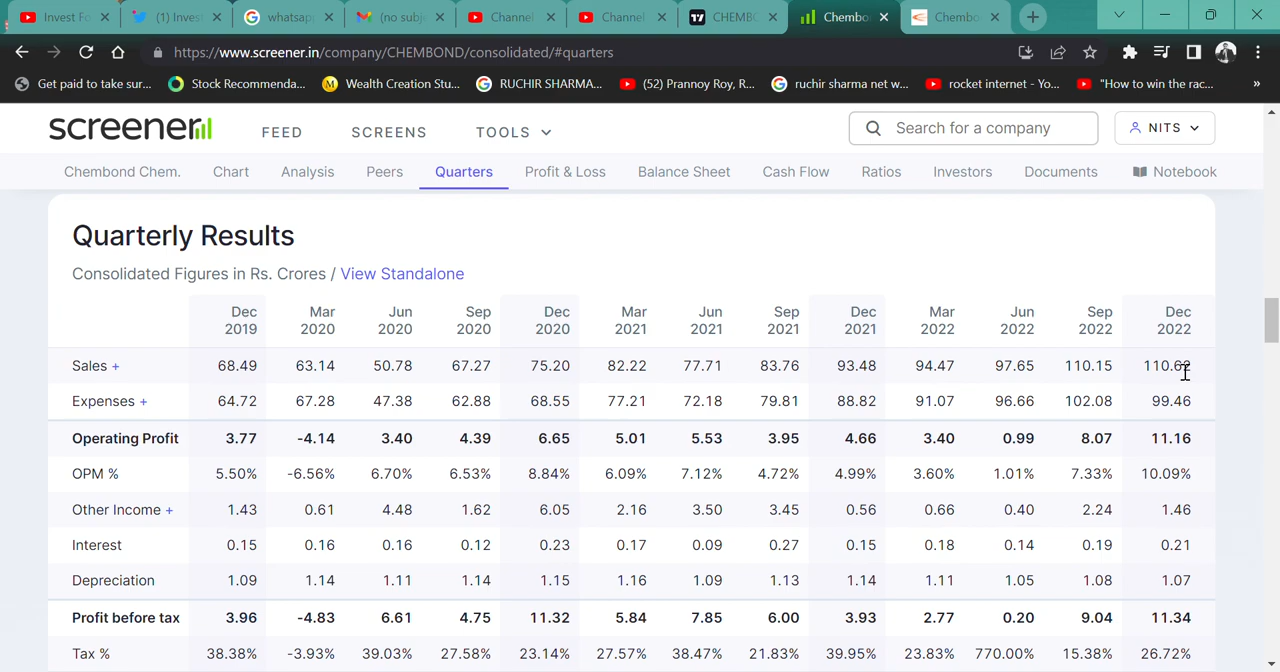 Invest Fo
(1) Invest
whatsap
(no subj
Channel
Channel
CHEMBO
Chembo
Chembo
https://www.screener.in/company/CHEMBOND/consolidated/#quarters
Get paid to take sur...
Stock Recommenda...
Wealth Creation Stu...
RUCHIR SHARMA...
(52) Prannoy Roy, R...
ruchir sharma net w...
rocket internet - Yo...
"How to win the rac...
»
screener
FEED
SCREENS
TOOLS
Search for a company
NITS
Chembond Chem.
Chart
Analysis
Peers
Quarters
Profit & Loss
Balance Sheet
Cash Flow
Ratios
Investors
Documents
Notebook
Quarterly Results
Consolidated Figures in Rs. Crores / View Standalone
Dec 2019 Mar 2020 Jun 2020 Sep 2020 Dec 2020 Mar 2021 Jun 2021 Sep 2021 Dec 2021 Mar 2022 Jun 2022 Sep 2022 Dec 2022
Sales + 68.49 63.14 50.78 67.27 75.20 82.22 77.71 83.76 93.48 94.47 97.65 110.15 110.62
Expenses + 64.72 67.28 47.38 62.88 68.55 77.21 72.18 79.81 88.82 91.07 96.66 102.08 99.46
Operating Profit 3.77 -4.14 3.40 4.39 6.65 5.01 5.53 3.95 4.66 3.40 0.99 8.07 11.16
OPM % 5.50% -6.56% 6.70% 6.53% 8.84% 6.09% 7.12% 4.72% 4.99% 3.60% 1.01% 7.33% 10.09%
Other Income + 1.43 0.61 4.48 1.62 6.05 2.16 3.50 3.45 0.56 0.66 0.40 2.24 1.46
Interest 0.15 0.16 0.16 0.12 0.23 0.17 0.09 0.27 0.15 0.18 0.14 0.19 0.21
Depreciation 1.09 1.14 1.11 1.14 1.15 1.16 1.09 1.13 1.14 1.11 1.05 1.08 1.07
Profit before tax 3.96 -4.83 6.61 4.75 11.32 5.84 7.85 6.00 3.93 2.77 0.20 9.04 11.34
Tax % 38.38% -3.93% 39.03% 27.58% 23.14% 27.57% 38.47% 21.83% 39.95% 23.83% 770.00% 15.38% 26.72%